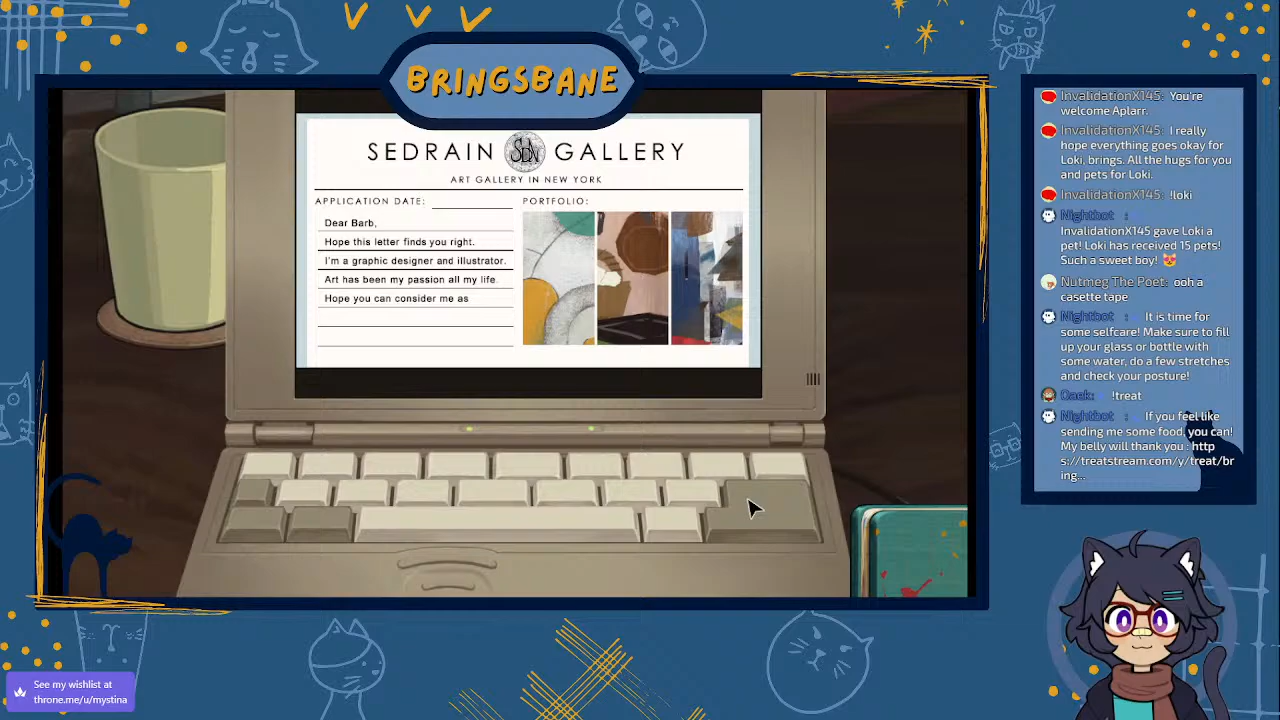 BRINGSBANE
SEDRAIN SEDN GALLERY
ART GALLERY IN NEW YORK
APPLICATION DATE:
PORTFOLIO:
Dear Barb,
Hope this letter finds you right.
I'm a graphic designer and illustrator.
Art has been my passion all my life.
Hope you can consider me as
InvalidationX145: You're
welcome Aplarr.
InvalidationX145: I really
hope everything goes okay for
Loki, brings. All the hugs for you
and pets for Loki.
InvalidationX145: !loki
Nightbot :
InvalidationX145 gave Loki a
pet! Loki has received 15 pets!
Such a sweet boy! 😻
Nutmeg The Poet: ooh a
casette tape
Nightbot : It is time for
some selfcare! Make sure to fill
up your glass or bottle with
some water, do a few stretches
and check your posture!
!treat
Nightbot : If you feel like
sending me some food, you can!
My belly will thank you : http
s://treatstream.com/y/treat/br
ing...
See my wishlist at
throne.me/u/mystina